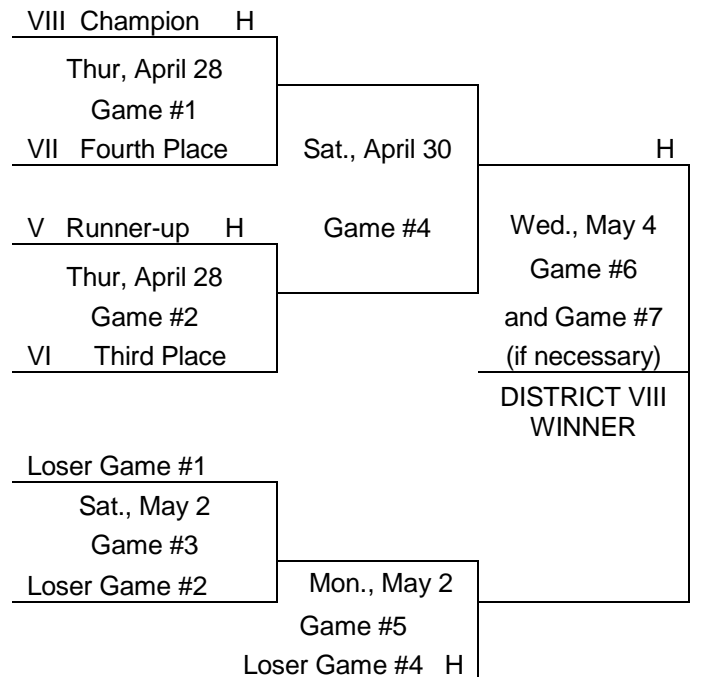 VIII Champion H
Thur, April 28
Game #1
VII Fourth Place
Sat., April 30
H
V Runner-up H
Game #4
Wed., May 4
Thur, April 28
Game #6
Game #2
and Game #7
VI Third Place
(if necessary)
DISTRICT VIII
WINNER
Loser Game #1
Sat., May 2
Game #3
Loser Game #2
Mon., May 2
Game #5
Loser Game #4 H